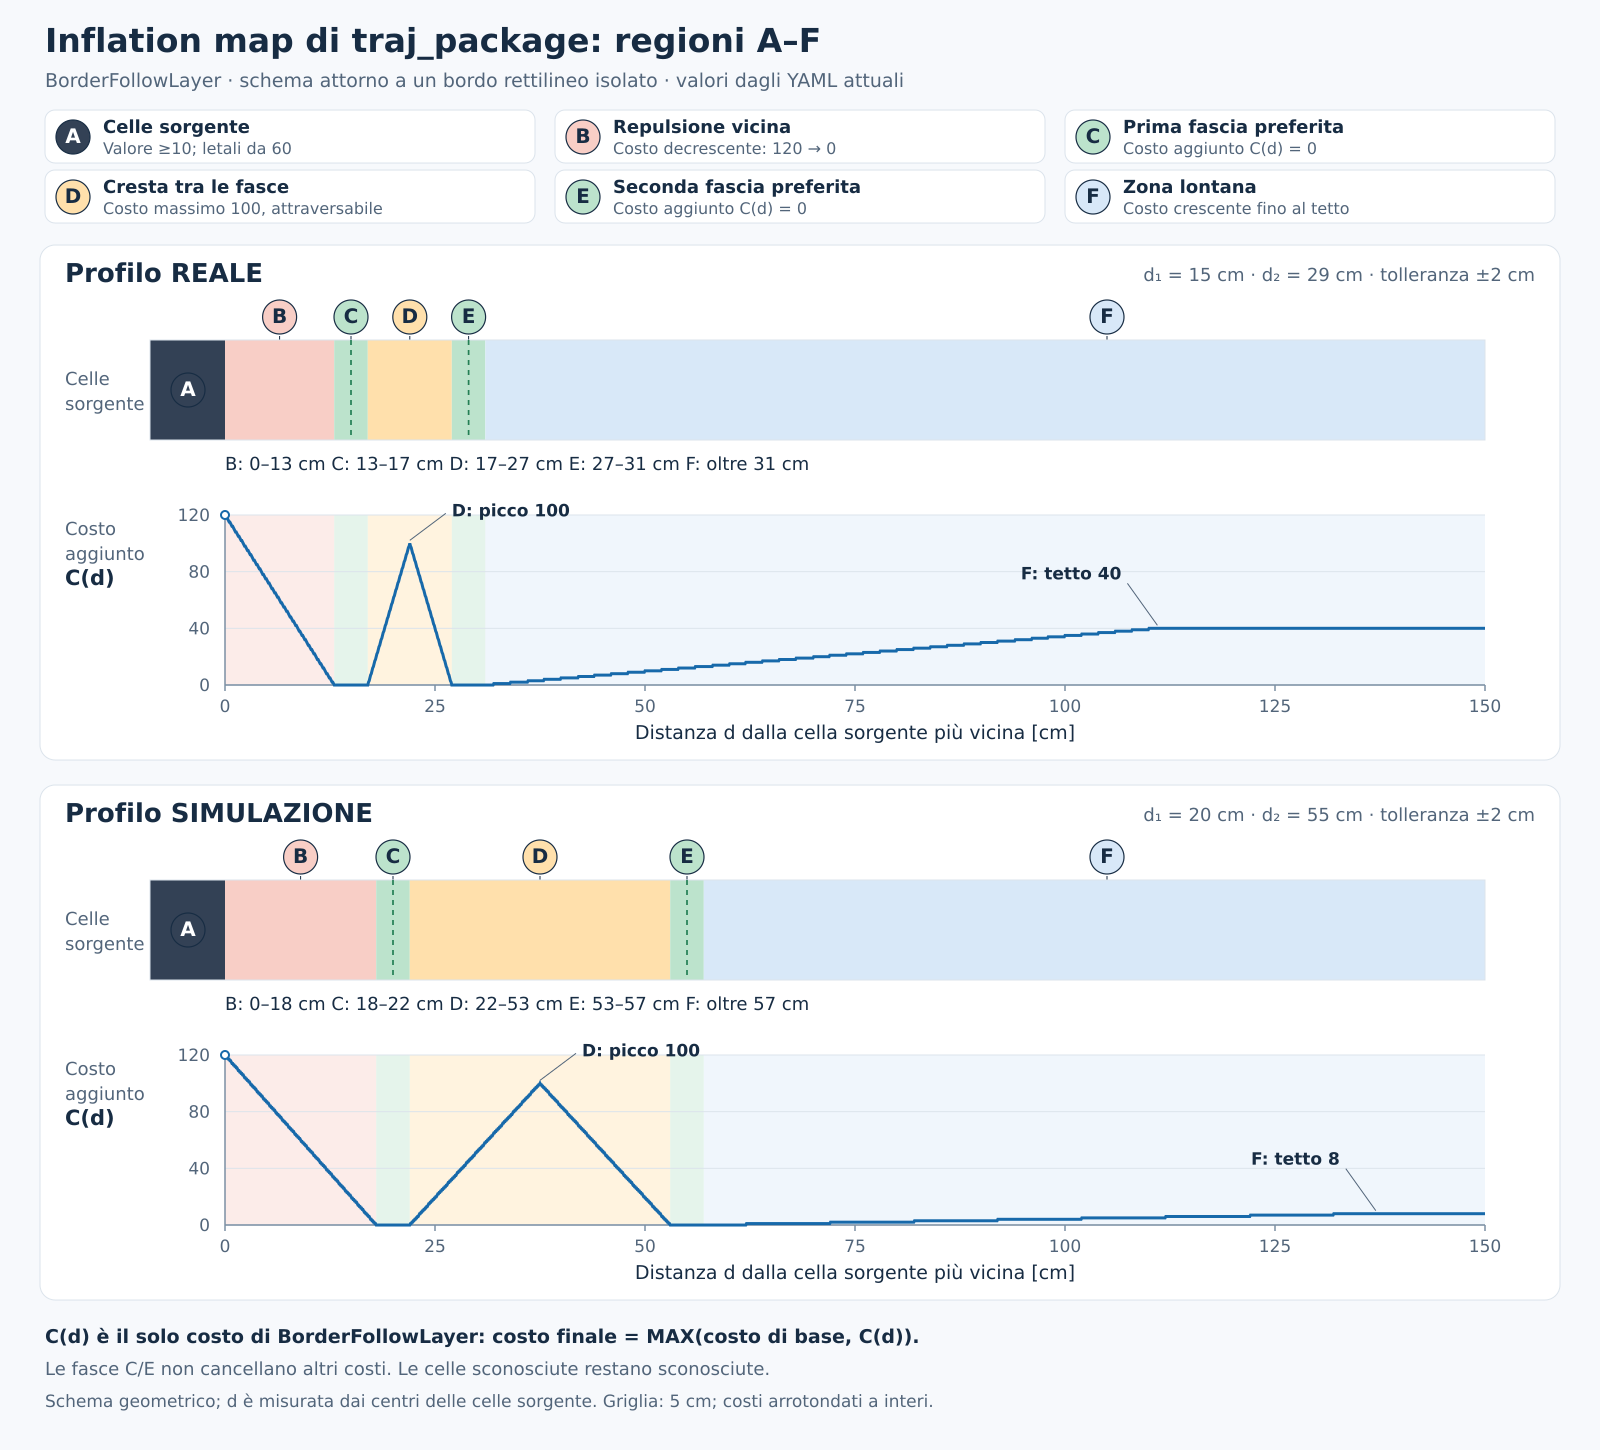 Inflation map di traj_package: regioni A–F
BorderFollowLayer · schema attorno a un bordo rettilineo isolato · valori dagli YAML attuali
A
Celle sorgente
Valore ≥10; letali da 60
B
Repulsione vicina
Costo decrescente: 120 → 0
C
Prima fascia preferita
Costo aggiunto C(d) = 0
D
Cresta tra le fasce
Costo massimo 100, attraversabile
E
Seconda fascia preferita
Costo aggiunto C(d) = 0
F
Zona lontana
Costo crescente fino al tetto
Profilo REALE
d₁ = 15 cm · d₂ = 29 cm · tolleranza ±2 cm
B C D E F
Celle
sorgente
A
B: 0–13 cm C: 13–17 cm D: 17–27 cm E: 27–31 cm F: oltre 31 cm
Costo
aggiunto
C(d)
120
80
40
0
D: picco 100
F: tetto 40
0 25 50 75 100 125 150
Distanza d dalla cella sorgente più vicina [cm]
Profilo SIMULAZIONE
d₁ = 20 cm · d₂ = 55 cm · tolleranza ±2 cm
B C D E F
Celle
sorgente
A
B: 0–18 cm C: 18–22 cm D: 22–53 cm E: 53–57 cm F: oltre 57 cm
Costo
aggiunto
C(d)
120
80
40
0
D: picco 100
F: tetto 8
0 25 50 75 100 125 150
Distanza d dalla cella sorgente più vicina [cm]
C(d) è il solo costo di BorderFollowLayer: costo finale = MAX(costo di base, C(d)).
Le fasce C/E non cancellano altri costi. Le celle sconosciute restano sconosciute.
Schema geometrico; d è misurata dai centri delle celle sorgente. Griglia: 5 cm; costi arrotondati a interi.